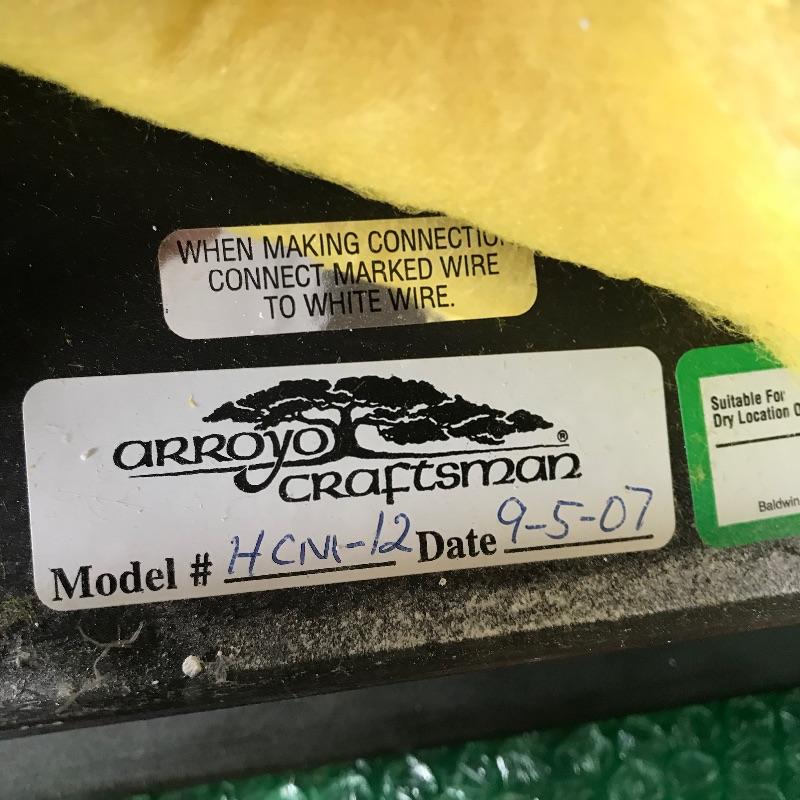 WHEN MAKING CONNECTIO
CONNECT MARKED WIRE
TO WHITE WIRE.
ARROYO
CRAFTSMAN ®
Model # HCM-12 Date 9-5-07
Suitable For
Dry Location
Baldwin